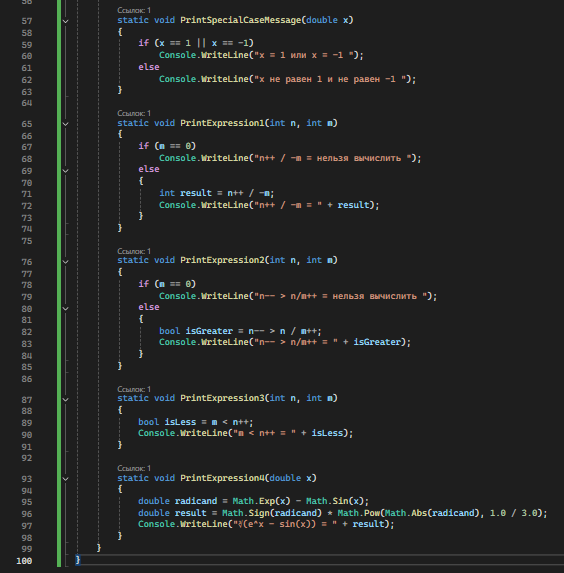 56
Ссылок: 1
57 static void PrintSpecialCaseMessage(double x)
58 {
59 if (x == 1 || x == -1)
60 Console.WriteLine("x = 1 или x = -1 ");
61 else
62 Console.WriteLine("x не равен 1 и не равен -1 ");
63 }
64
Ссылок: 1
65 static void PrintExpression1(int n, int m)
66 {
67 if (m == 0)
68 Console.WriteLine("n++ / -m = нельзя вычислить ");
69 else
70 {
71 int result = n++ / -m;
72 Console.WriteLine("n++ / -m = " + result);
73 }
74 }
75
Ссылок: 1
76 static void PrintExpression2(int n, int m)
77 {
78 if (m == 0)
79 Console.WriteLine("n-- > n/m++ = нельзя вычислить ");
80 else
81 {
82 bool isGreater = n-- > n / m++;
83 Console.WriteLine("n-- > n/m++ = " + isGreater);
84 }
85 }
86
Ссылок: 1
87 static void PrintExpression3(int n, int m)
88 {
89 bool isLess = m < n++;
90 Console.WriteLine("m < n++ = " + isLess);
91 }
92
Ссылок: 1
93 static void PrintExpression4(double x)
94 {
95 double radicand = Math.Exp(x) - Math.Sin(x);
96 double result = Math.Sign(radicand) * Math.Pow(Math.Abs(radicand), 1.0 / 3.0);
97 Console.WriteLine("∛(e^x - sin(x)) = " + result);
98 }
99 }
100 }